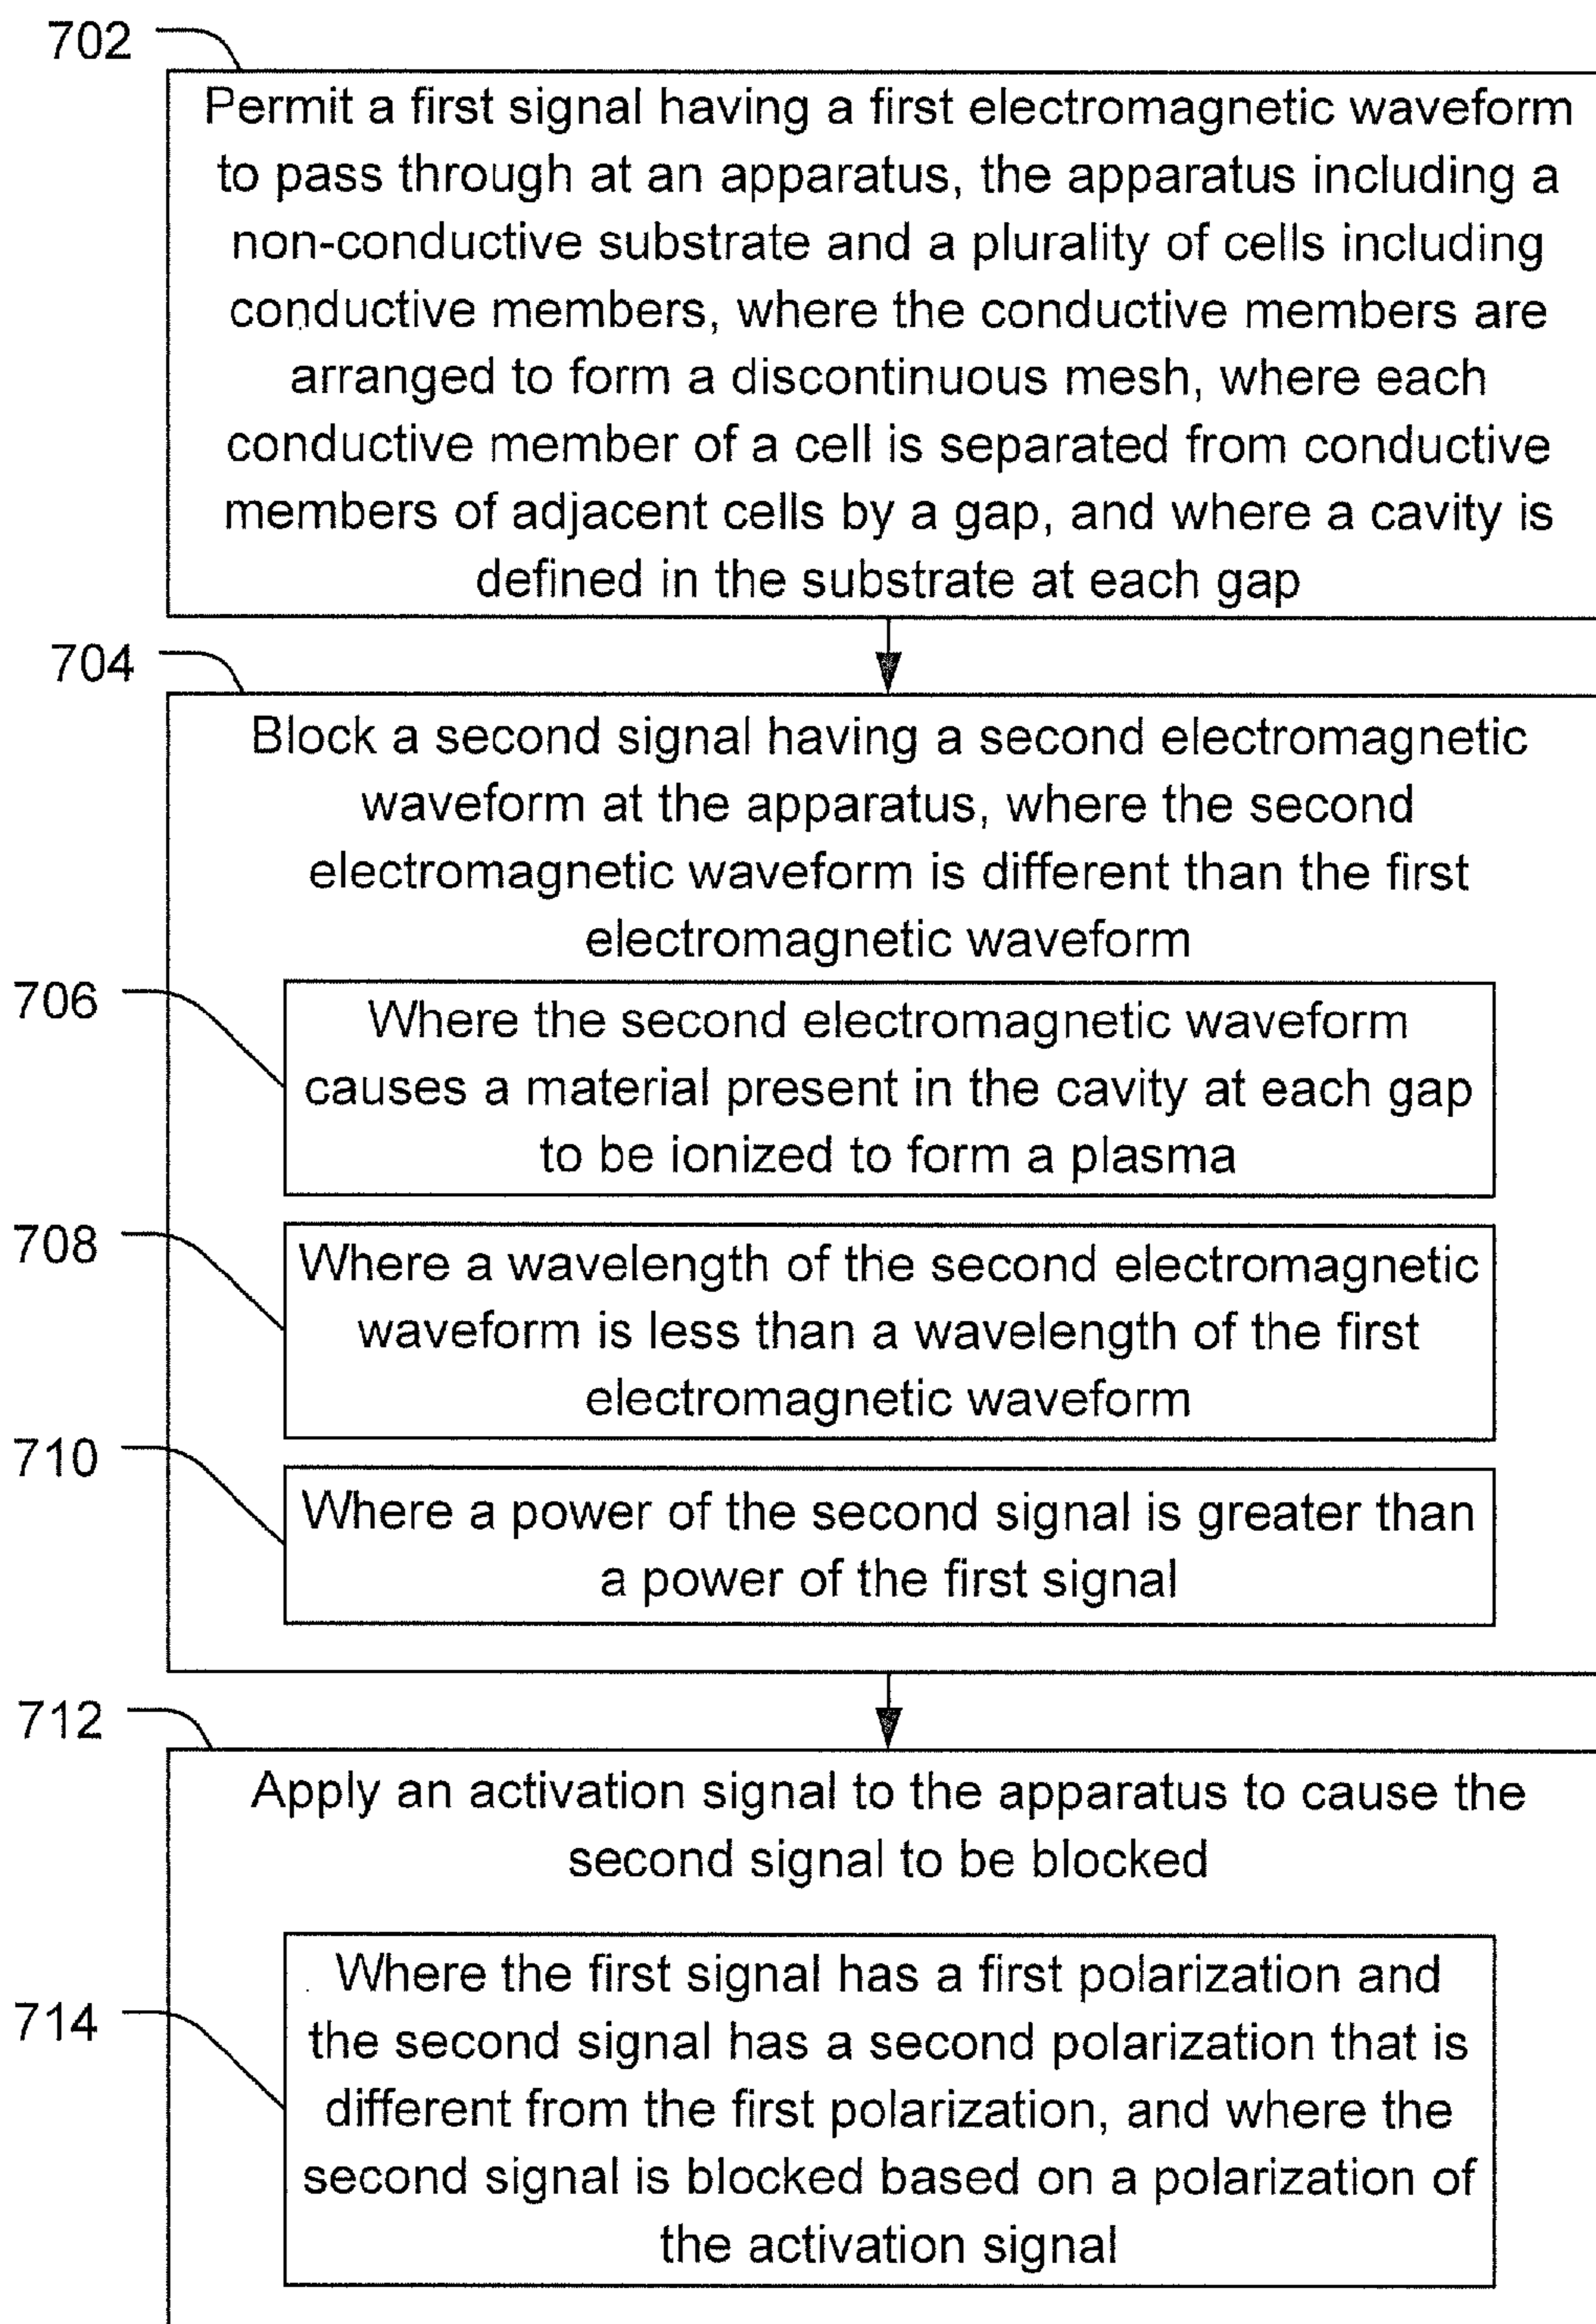 702
Permit a first signal having a first electromagnetic waveform
to pass through at an apparatus, the apparatus including a
non-conductive substrate and a plurality of cells including
conductive members, where the conductive members are
arranged to form a discontinuous mesh, where each
conductive member of a cell is separated from conductive
members of adjacent cells by a gap, and where a cavity is
defined in the substrate at each gap
704
Block a second signal having a second electromagnetic
waveform at the apparatus, where the second
electromagnetic waveform is different than the first
electromagnetic waveform
706
Where the second electromagnetic waveform
causes a material present in the cavity at each gap
to be ionized to form a plasma
708
Where a wavelength of the second electromagnetic
waveform is less than a wavelength of the first
electromagnetic waveform
710
Where a power of the second signal is greater than
a power of the first signal
712
Apply an activation signal to the apparatus to cause the
second signal to be blocked
714
Where the first signal has a first polarization and
the second signal has a second polarization that is
different from the first polarization, and where the
second signal is blocked based on a polarization of
the activation signal